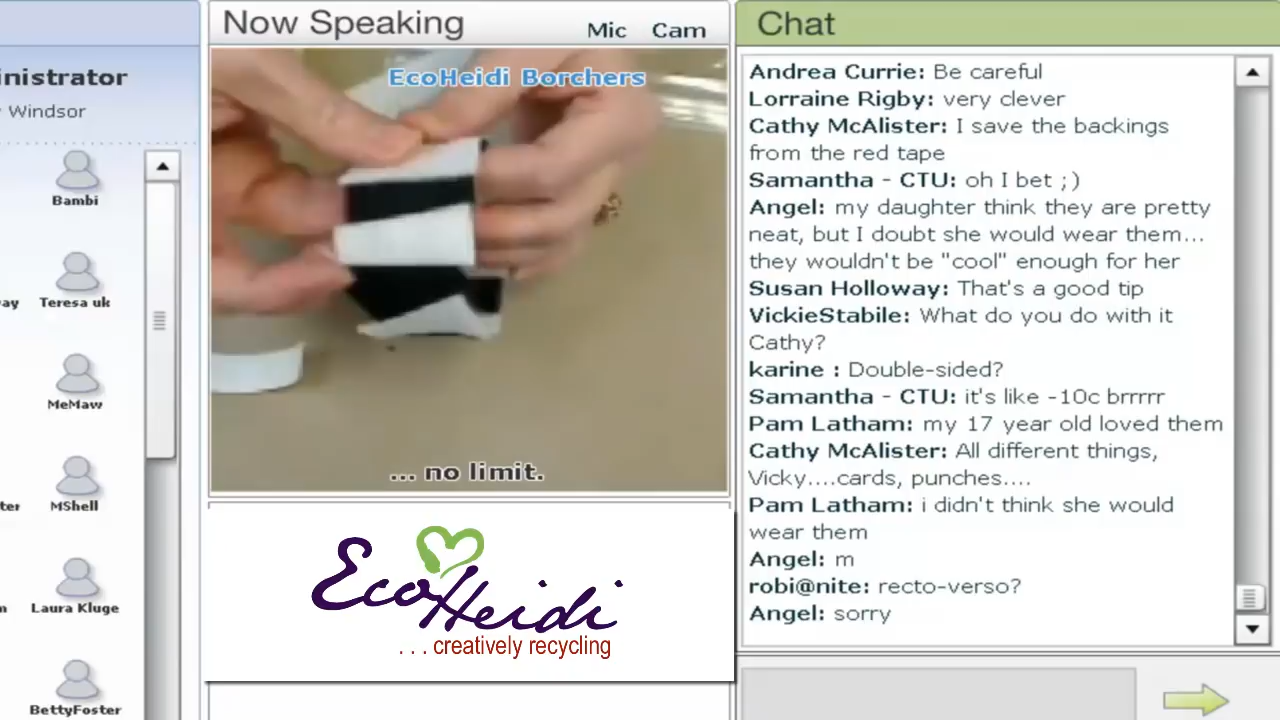 inistrator
Windsor
Bambi
Teresa uk
MeMaw
MShell
Laura Kluge
BettyFoster
Now Speaking
Mic Cam
EcoHeidi Borchers
... no limit.
EcoHeidi
. . . creatively recycling
Chat
Andrea Currie: Be careful
Lorraine Rigby: very clever
Cathy McAlister: I save the backings
from the red tape
Samantha - CTU: oh I bet ; )
Angel: my daughter think they are pretty
neat, but I doubt she would wear them...
they wouldn't be "cool" enough for her
Susan Holloway: That's a good tip
VickieStabile: What do you do with it
Cathy?
karine : Double-sided?
Samantha - CTU: it's like -10c brrrrr
Pam Latham: my 17 year old loved them
Cathy McAlister: All different things,
Vicky....cards, punches....
Pam Latham: i didn't think she would
wear them
Angel: m
robi@nite: recto-verso?
Angel: sorry